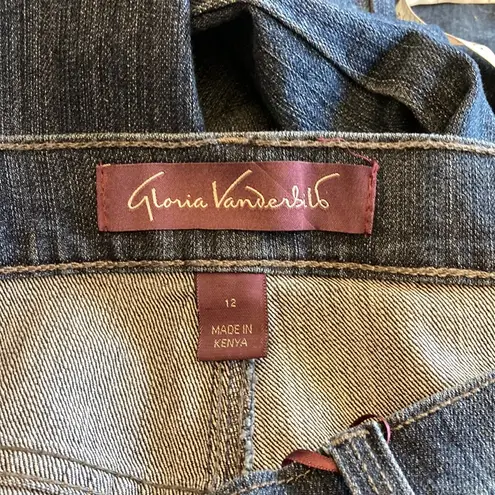 Gloria Vanderbilt
12
MADE IN
KENYA